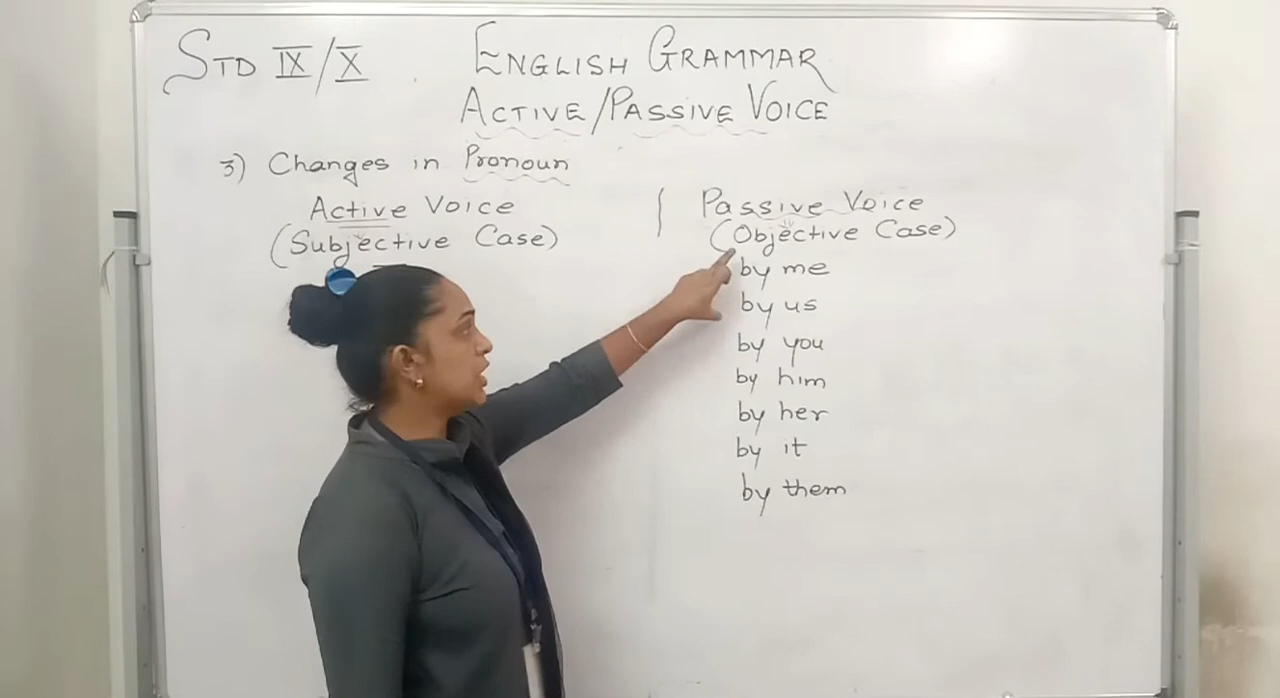 STD IX/X
ENGLISH GRAMMAR
ACTIVE/PASSIVE VOICE
3) Changes in Pronoun
Active Voice
(Subjective Case)
Passive Voice
(Objective Case)
by me
by us
by you
by him
by her
by it
by them